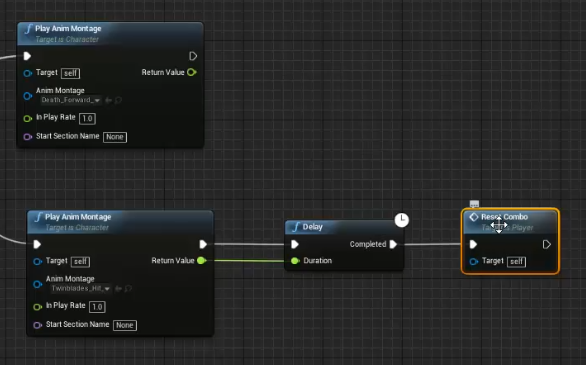 Play Anim Montage
Target is Character
Target self
Return Value
Anim Montage
Death_Forward_
In Play Rate 1.0
Start Section Name None
Play Anim Montage
Target is Character
Target self
Return Value
Anim Montage
Twinblades_Hit_
In Play Rate 1.0
Start Section Name None
Delay
Completed
Duration
Reset Combo
Target is Player
Target self